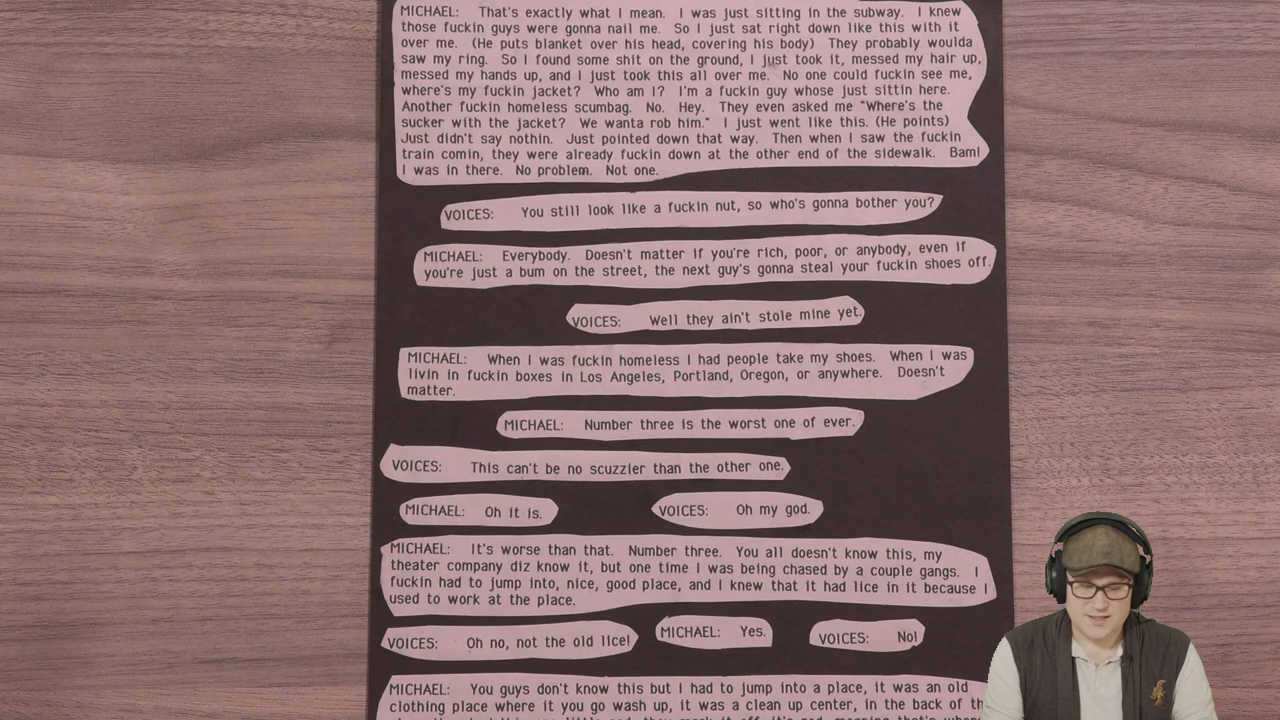 MICHAEL: That's exactly what I mean. I was just sitting in the subway. I knew
those fuckin guys were gonna nail me. So I just sat right down like this with it
over me. (He puts blanket over his head, covering his body) They probably woulda
saw my ring. So I found some shit on the ground, I just took it, messed my hair up,
messed my hands up, and I just took this all over me. No one could fuckin see me,
where's my fuckin jacket? Who am I? I'm a fuckin guy whose just sittin here.
Another fuckin homeless scumbag. No. Hey. They even asked me "Where's the
sucker with the jacket? We wanta rob him." I just went like this. (He points)
Just didn't say nothin. Just pointed down that way. Then when I saw the fuckin
train comin, they were already fuckin down at the other end of the sidewalk. Bam!
I was in there. No problem. Not one.
VOICES: You still look like a fuckin nut, so who's gonna bother you?
MICHAEL: Everybody. Doesn't matter if you're rich, poor, or anybody, even if
you're just a bum on the street, the next guy's gonna steal your fuckin shoes off.
VOICES: Well they ain't stole mine yet.
MICHAEL: When I was fuckin homeless I had people take my shoes. When I was
livin in fuckin boxes in Los Angeles, Portland, Oregon, or anywhere. Doesn't
matter.
MICHAEL: Number three is the worst one of ever.
VOICES: This can't be no scuzzier than the other one.
MICHAEL: Oh it is. VOICES: Oh my god.
MICHAEL: It's worse than that. Number three. You all doesn't know this, my
theater company diz know it, but one time I was being chased by a couple gangs. I
fuckin had to jump into, nice, good place, and I knew that it had lice in it because I
used to work at the place.
VOICES: Oh no, not the old lice! MICHAEL: Yes. VOICES: No!
MICHAEL: You guys don't know this but I had to jump into a place, it was an old
clothing place where it you go wash up, it was a clean up center, in the back of th